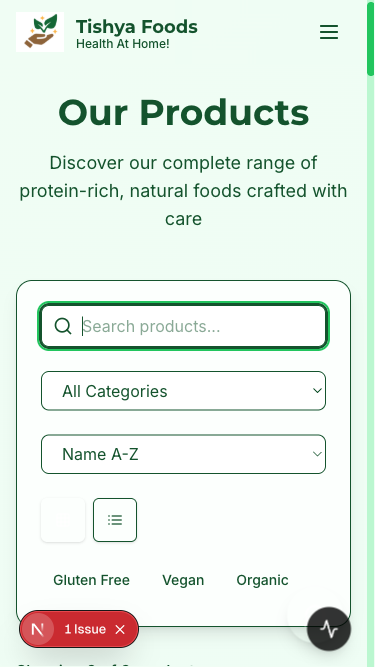 Tishya Foods
Health At Home!
Our Products
Discover our complete range of
protein-rich, natural foods crafted with
care
Search products...
All Categories
Name A-Z
Gluten Free Vegan Organic
N 1 Issue